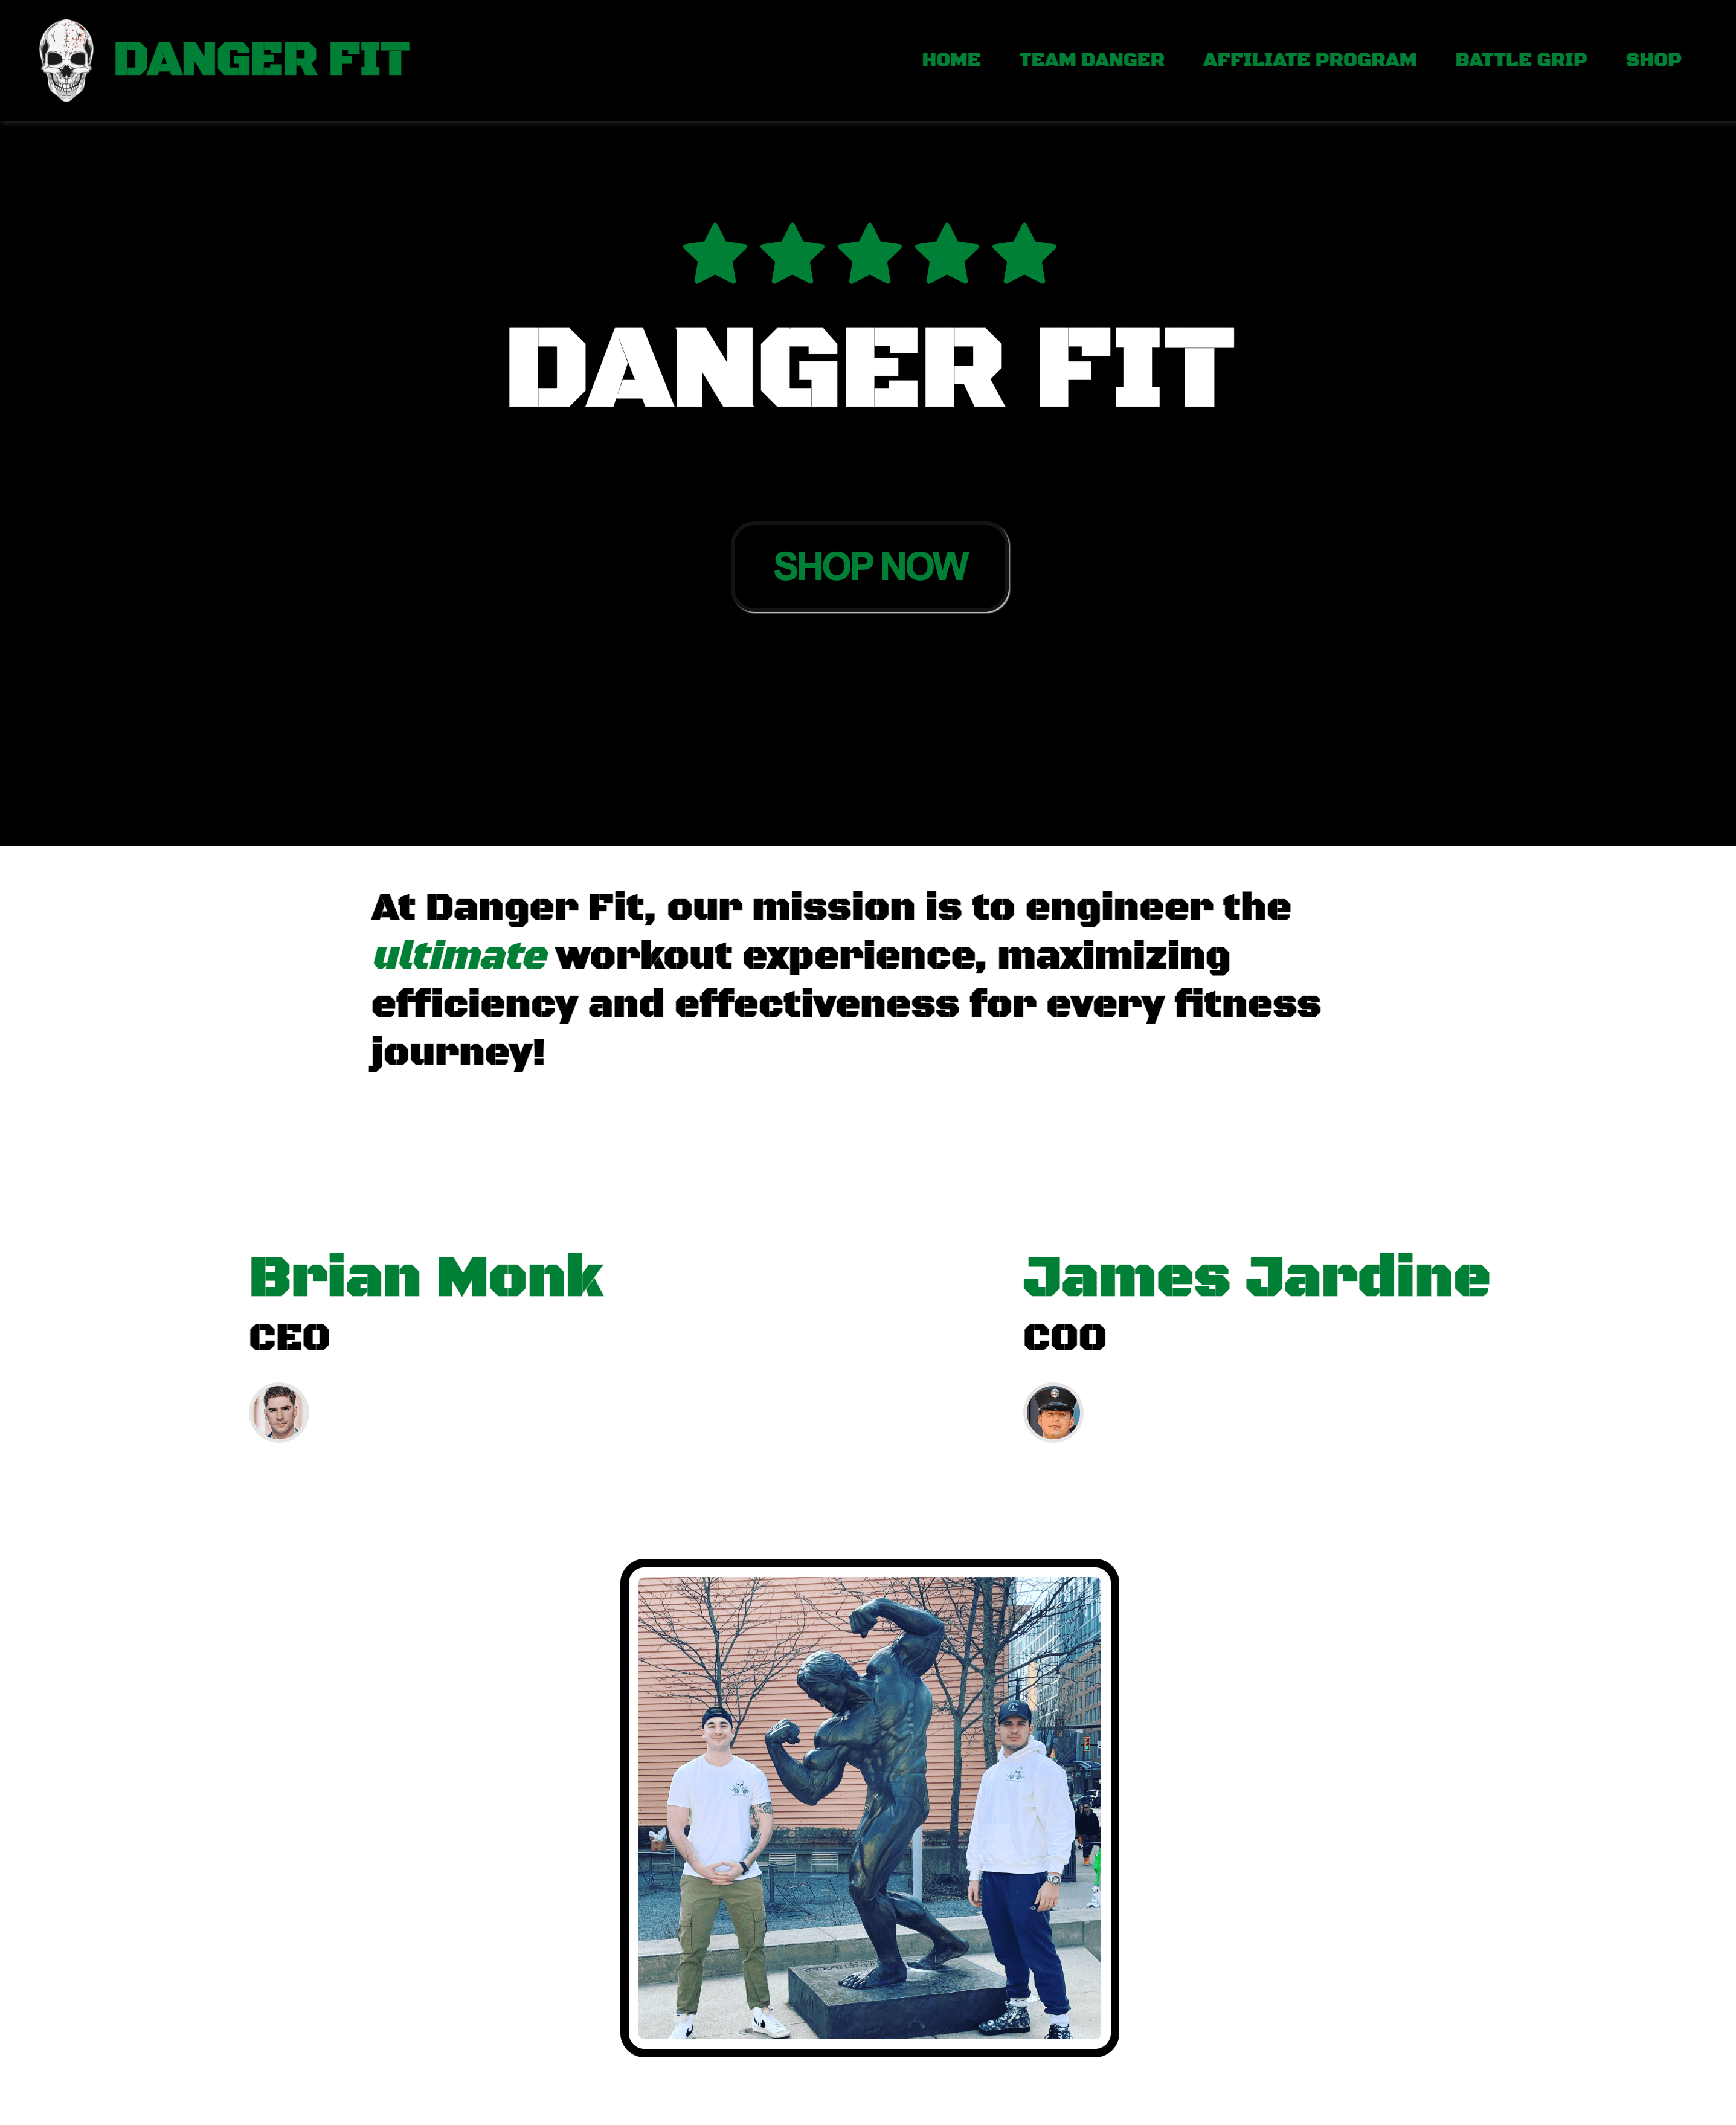 DANGER FIT
HOME TEAM DANGER AFFILIATE PROGRAM BATTLE GRIP SHOP
DANGER FIT
SHOP NOW
At Danger Fit, our mission is to engineer the
ultimate workout experience, maximizing
efficiency and effectiveness for every fitness
journey!
Brian Monk
CEO
James Jardine
COO